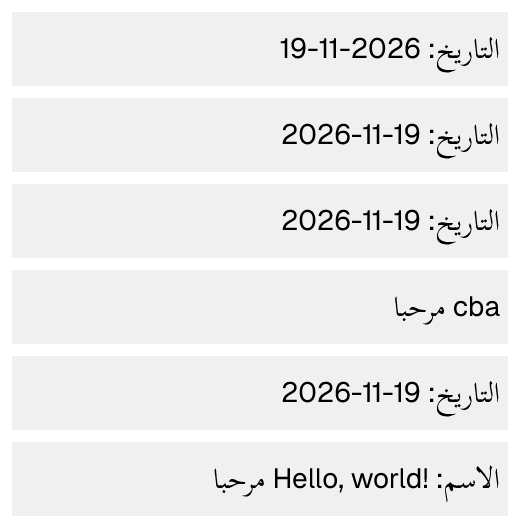 التاريخ: 19-11-2026
التاريخ: 2026-11-19
التاريخ: 2026-11-19
cba مرحبا
التاريخ: 2026-11-19
الاسم: Hello, world! مرحبا